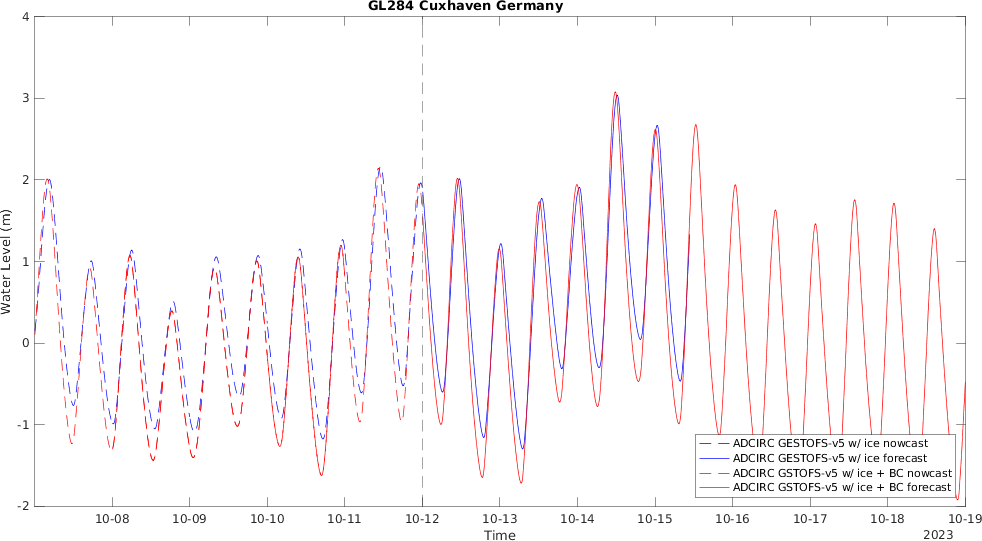 GL284 Cuxhaven Germany
4
3
2
1
0
-1
-2
Water Level (m)
10-08 10-09 10-10 10-11 10-12 10-13 10-14 10-15 10-16 10-17 10-18 10-19
Time
2023
ADCIRC GESTOFS-v5 w/ ice nowcast
ADCIRC GESTOFS-v5 w/ ice forecast
ADCIRC GSTOFS-v5 w/ ice + BC nowcast
ADCIRC GSTOFS-v5 w/ ice + BC forecast